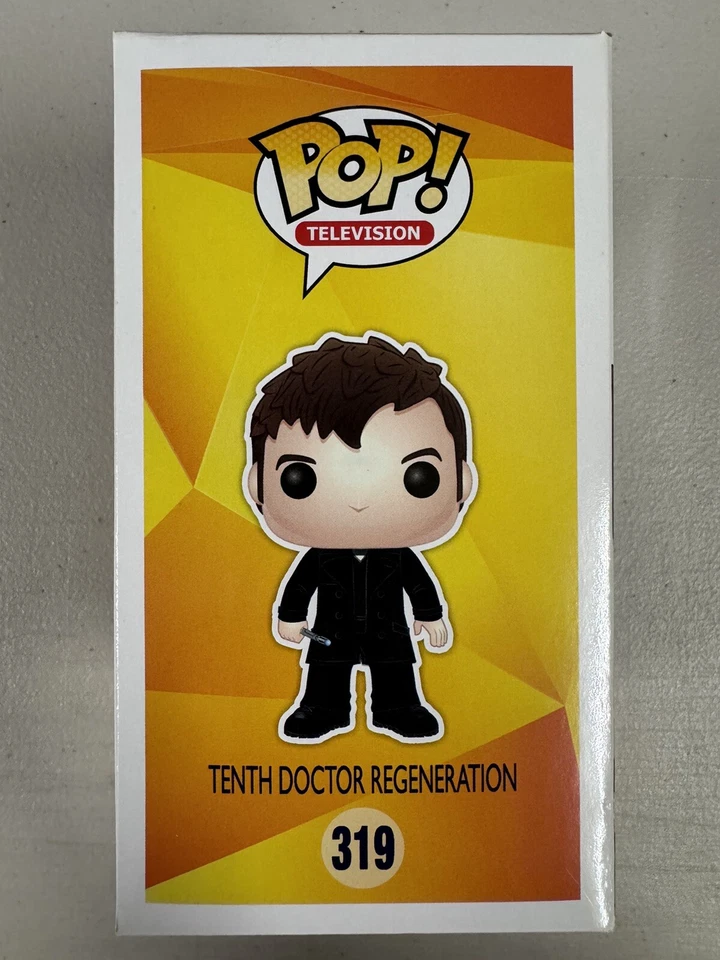 POP!
TELEVISION
TENTH DOCTOR REGENERATION
319